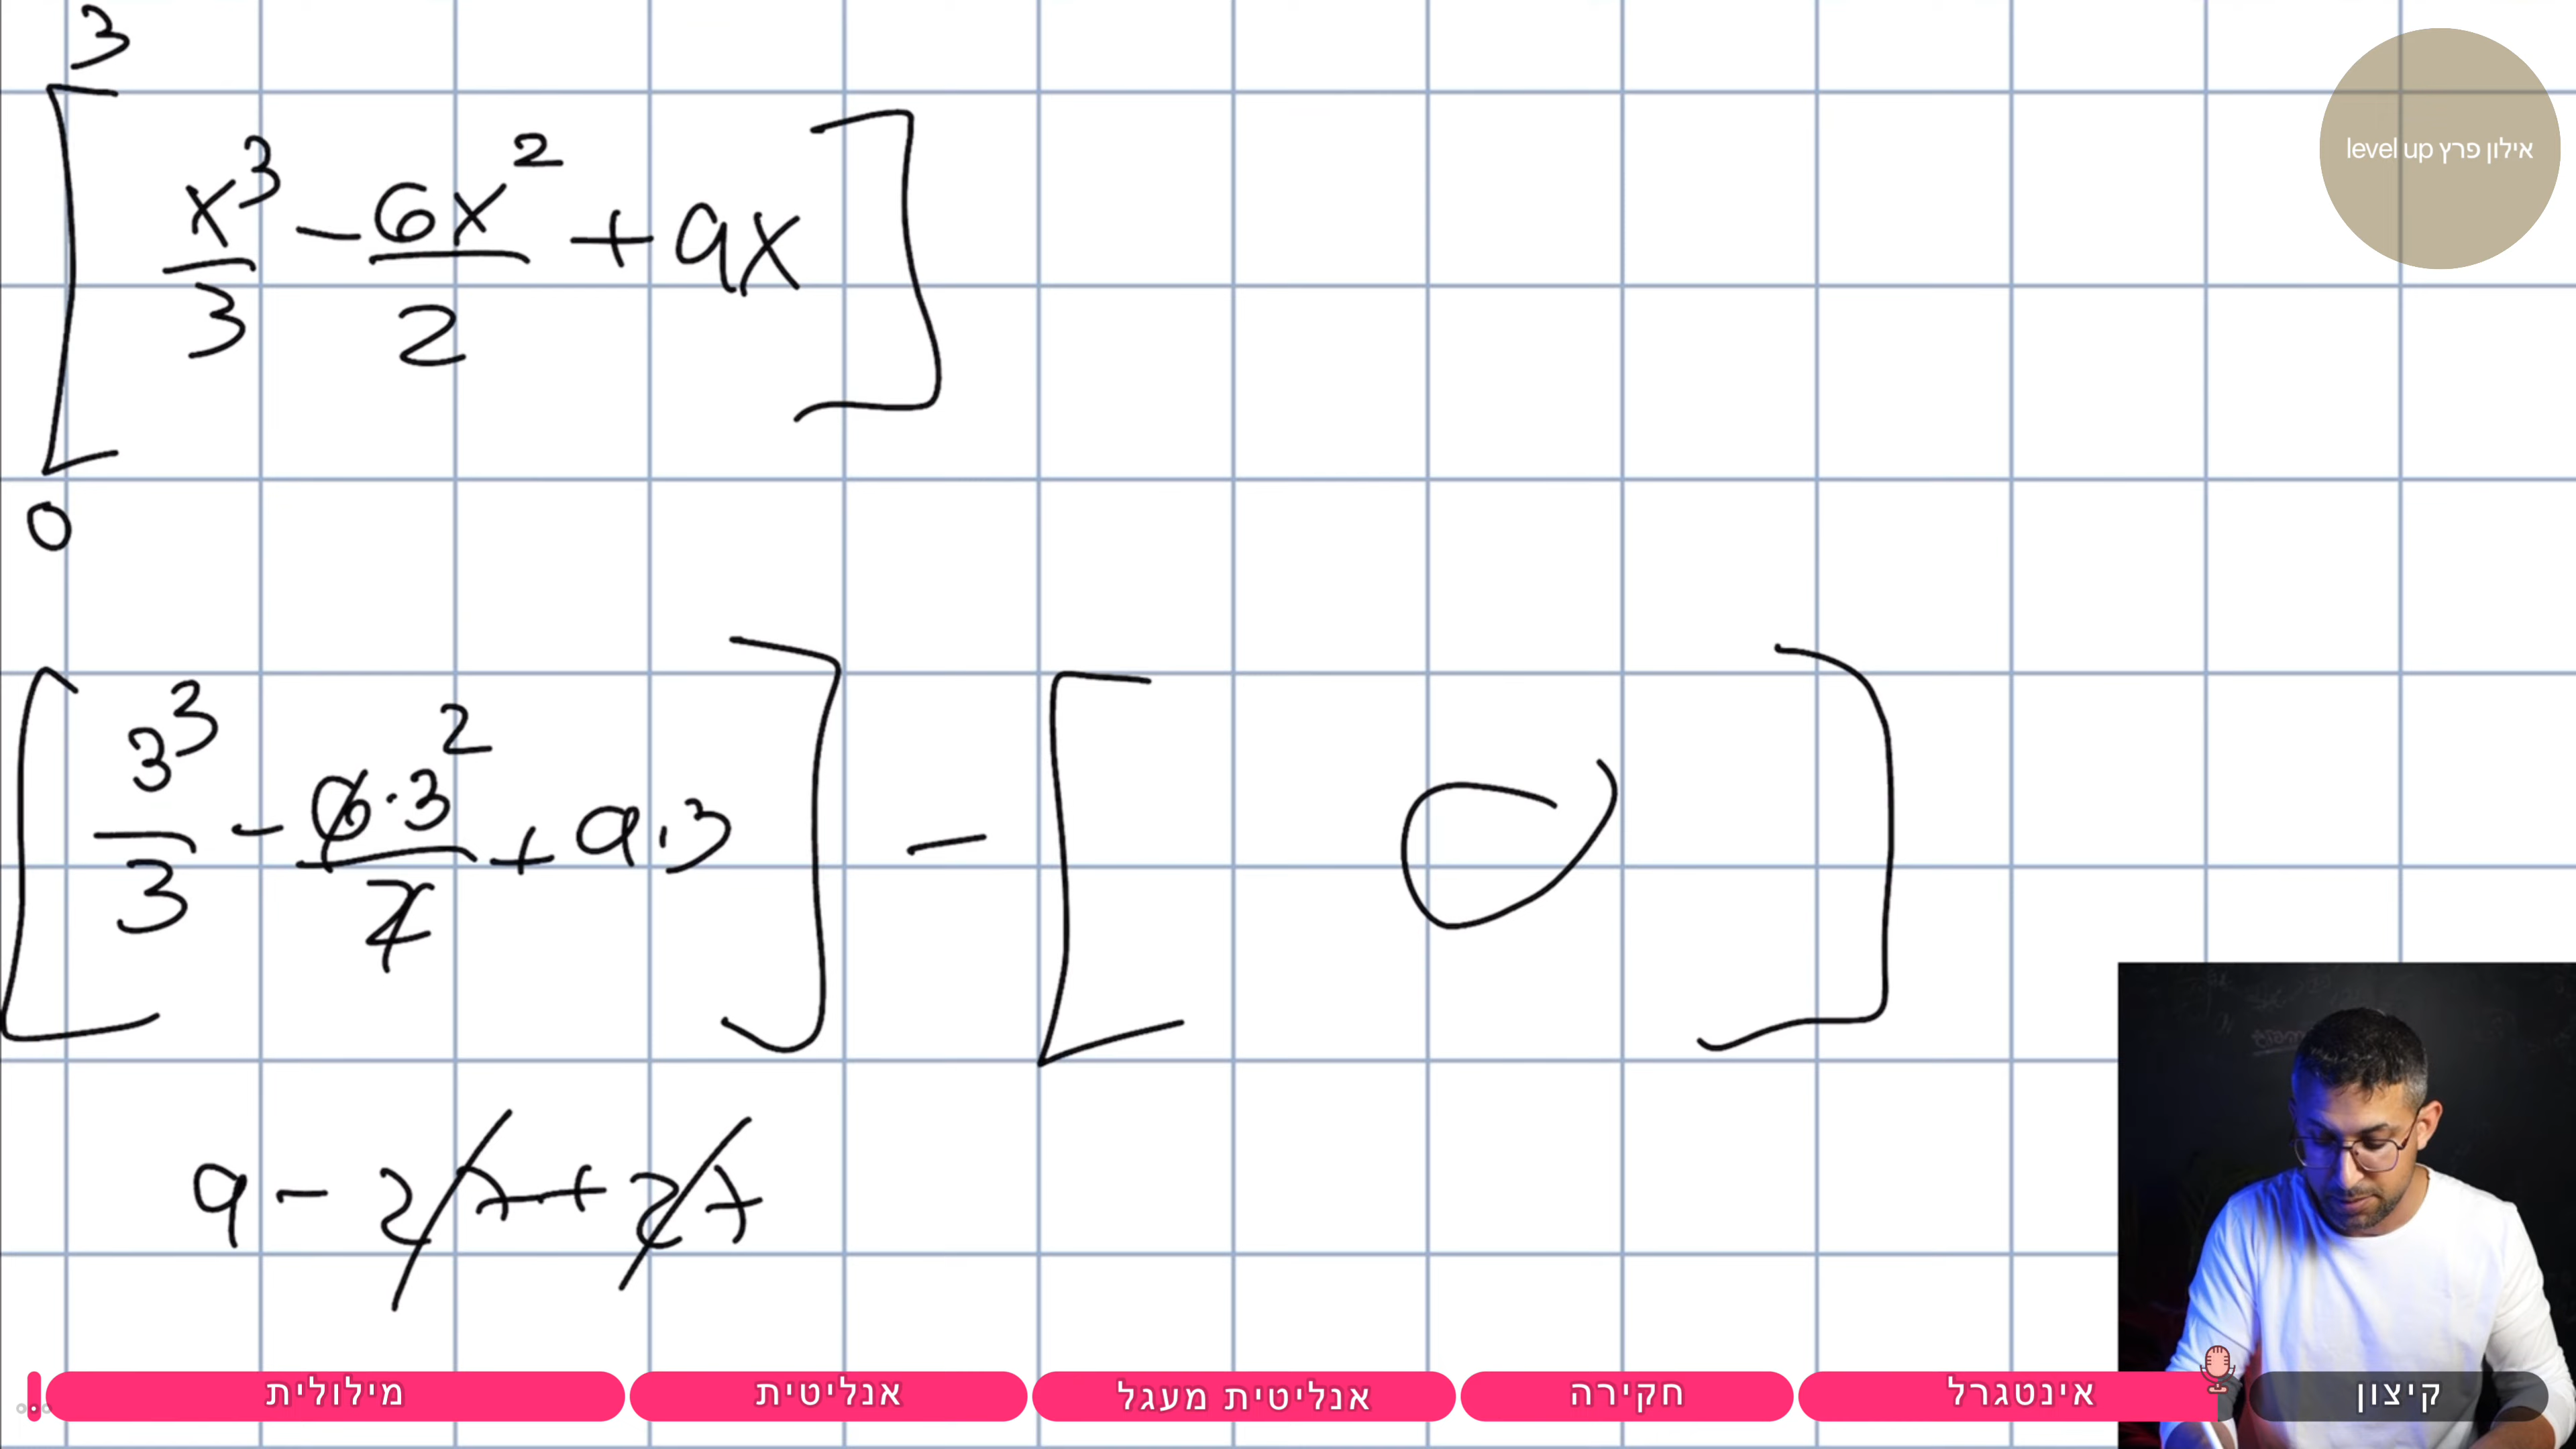 3
[ x³/3 - 6x²/2 + 9x ]
0
[ 3³/3 - 6·3²/2 + 9·3 ] - [ 0 ]
9 - 27 + 27
level up אילון פרץ
מילולית
אנליטית
אנליטית מעגל
חקירה
אינטגרל
קיצון